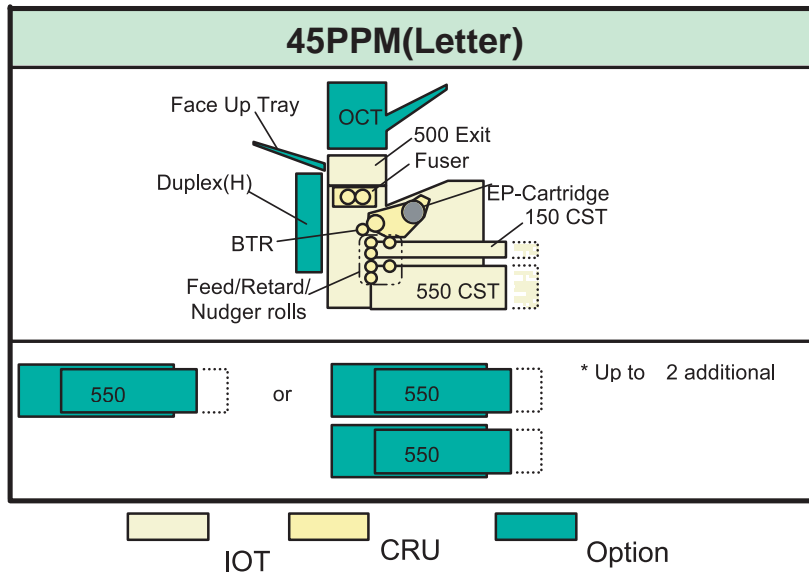 45PPM(Letter)
Face Up Tray
OCT
500 Exit
Fuser
Duplex(H)
EP-Cartridge
150 CST
BTR
Feed/Retard/
Nudger rolls
550 CST
550
or
550
* Up to 2 additional
550
IOT
CRU
Option